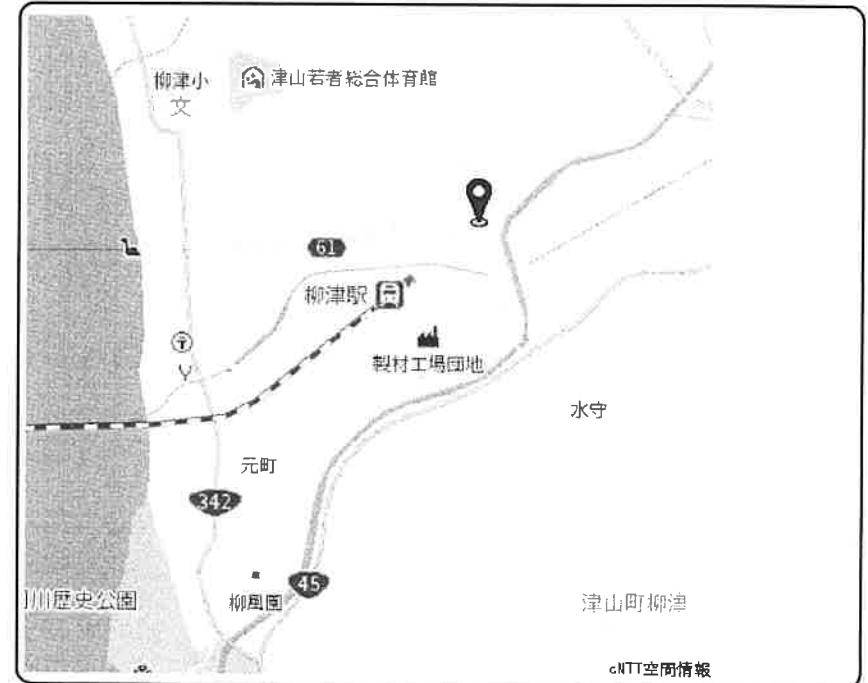 柳津小
文
津山若者総合体育館
61
柳津駅
製材工場団地
水守
元町
342
45
川歴史公園
柳風園
津山町柳津
NTT空間情報